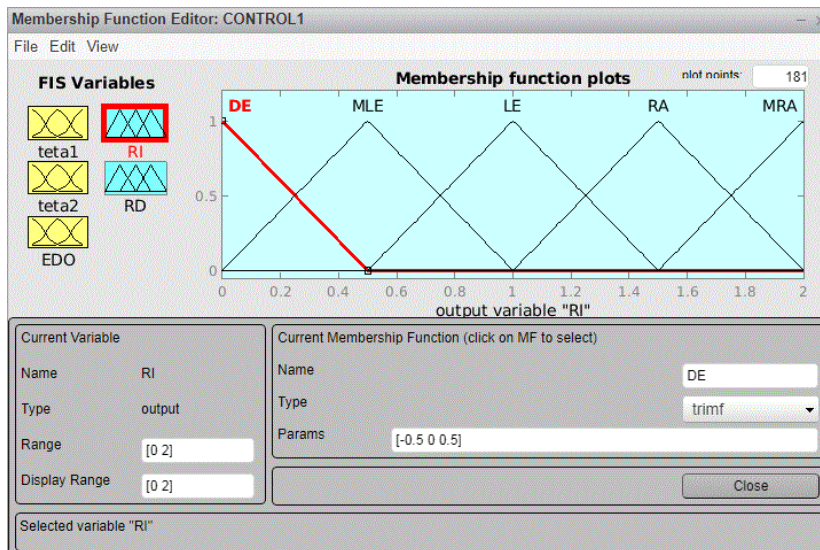 Membership Function Editor: CONTROL1
File Edit View
FIS Variables
teta1
RI
teta2
RD
EDO
Membership function plots
plot points:
181
DE
MLE
LE
RA
MRA
1
0.5
0
0
0.2
0.4
0.6
0.8
1
1.2
1.4
1.6
1.8
2
output variable "RI"
Current Variable
Name RI
Type output
Range [0 2]
Display Range [0 2]
Current Membership Function (click on MF to select)
Name DE
Type trimf
Params [-0.5 0 0.5]
Close
Selected variable "RI"